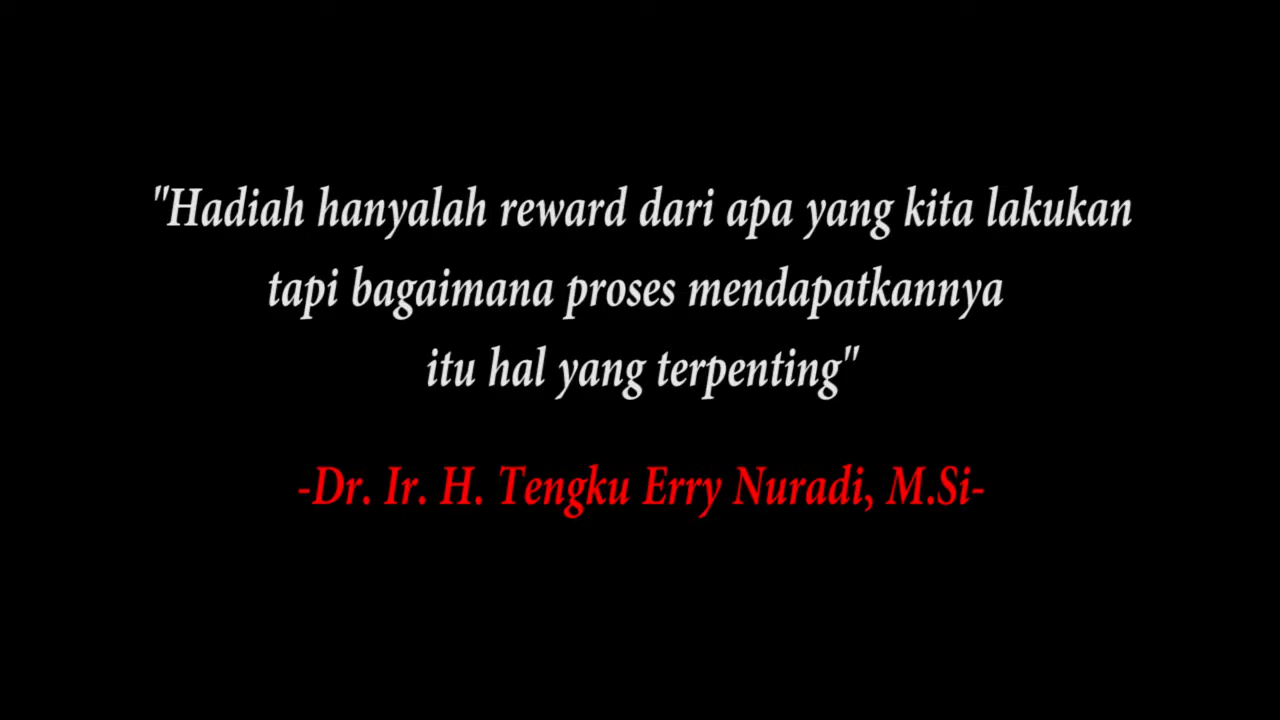 "Hadiah hanyalah reward dari apa yang kita lakukan
tapi bagaimana proses mendapatkannya
itu hal yang terpenting"
-Dr. Ir. H. Tengku Erry Nuradi, M.Si-